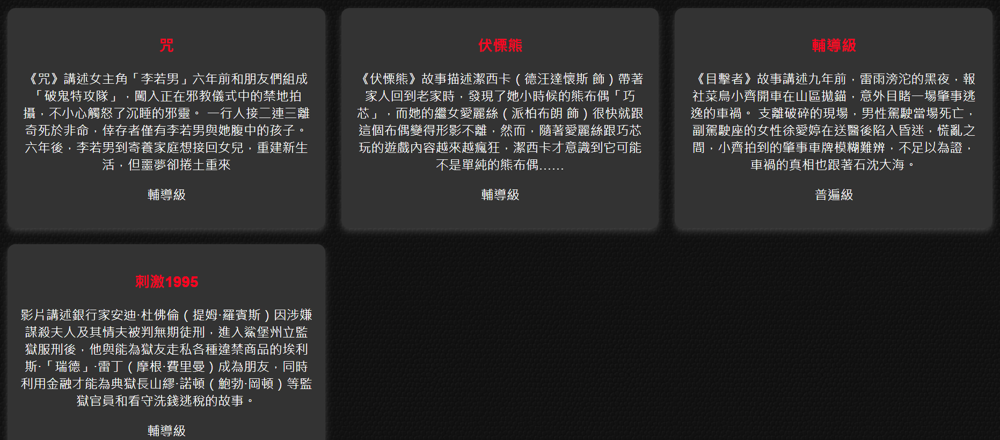 咒
《咒》講述女主角「李若男」六年前和朋友們組成
「破鬼特攻隊」，闖入正在邪教儀式中的禁地拍
攝，不小心觸怒了沉睡的邪靈。 一行人接二連三離
奇死於非命，倖存者僅有李若男與她腹中的孩子。
六年後，李若男到寄養家庭想接回女兒，重建新生
活，但噩夢卻捲土重來
輔導級
伏慄熊
《伏慄熊》故事描述潔西卡（德汪達懷斯 飾）帶著
家人回到老家時，發現了她小時候的熊布偶「巧
芯」，而她的繼女愛麗絲（派柏布朗 飾）很快就跟
這個布偶變得形影不離，然而，隨著愛麗絲跟巧芯
玩的遊戲內容越來越瘋狂，潔西卡才意識到它可能
不是單純的熊布偶……
輔導級
輔導級
《目擊者》故事講述九年前，雷雨滂沱的黑夜，報
社菜鳥小齊開車在山區拋錨，意外目睹一場肇事逃
逸的車禍。 支離破碎的現場，男性駕駛當場死亡，
副駕駛座的女性徐愛婷在送醫後陷入昏迷，慌亂之
間，小齊拍到的肇事車牌模糊難辨，不足以為證，
車禍的真相也跟著石沈大海。
普遍級
刺激1995
影片講述銀行家安迪·杜佛倫（提姆·羅賓斯）因涉嫌
謀殺夫人及其情夫被判無期徒刑，進入鯊堡州立監
獄服刑後，他與能為獄友走私各種違禁商品的埃利
斯·「瑞德」·雷丁（摩根·費里曼）成為朋友，同時
利用金融才能為典獄長山繆·諾頓（鮑勃·岡頓）等監
獄官員和看守洗錢逃稅的故事。
輔導級